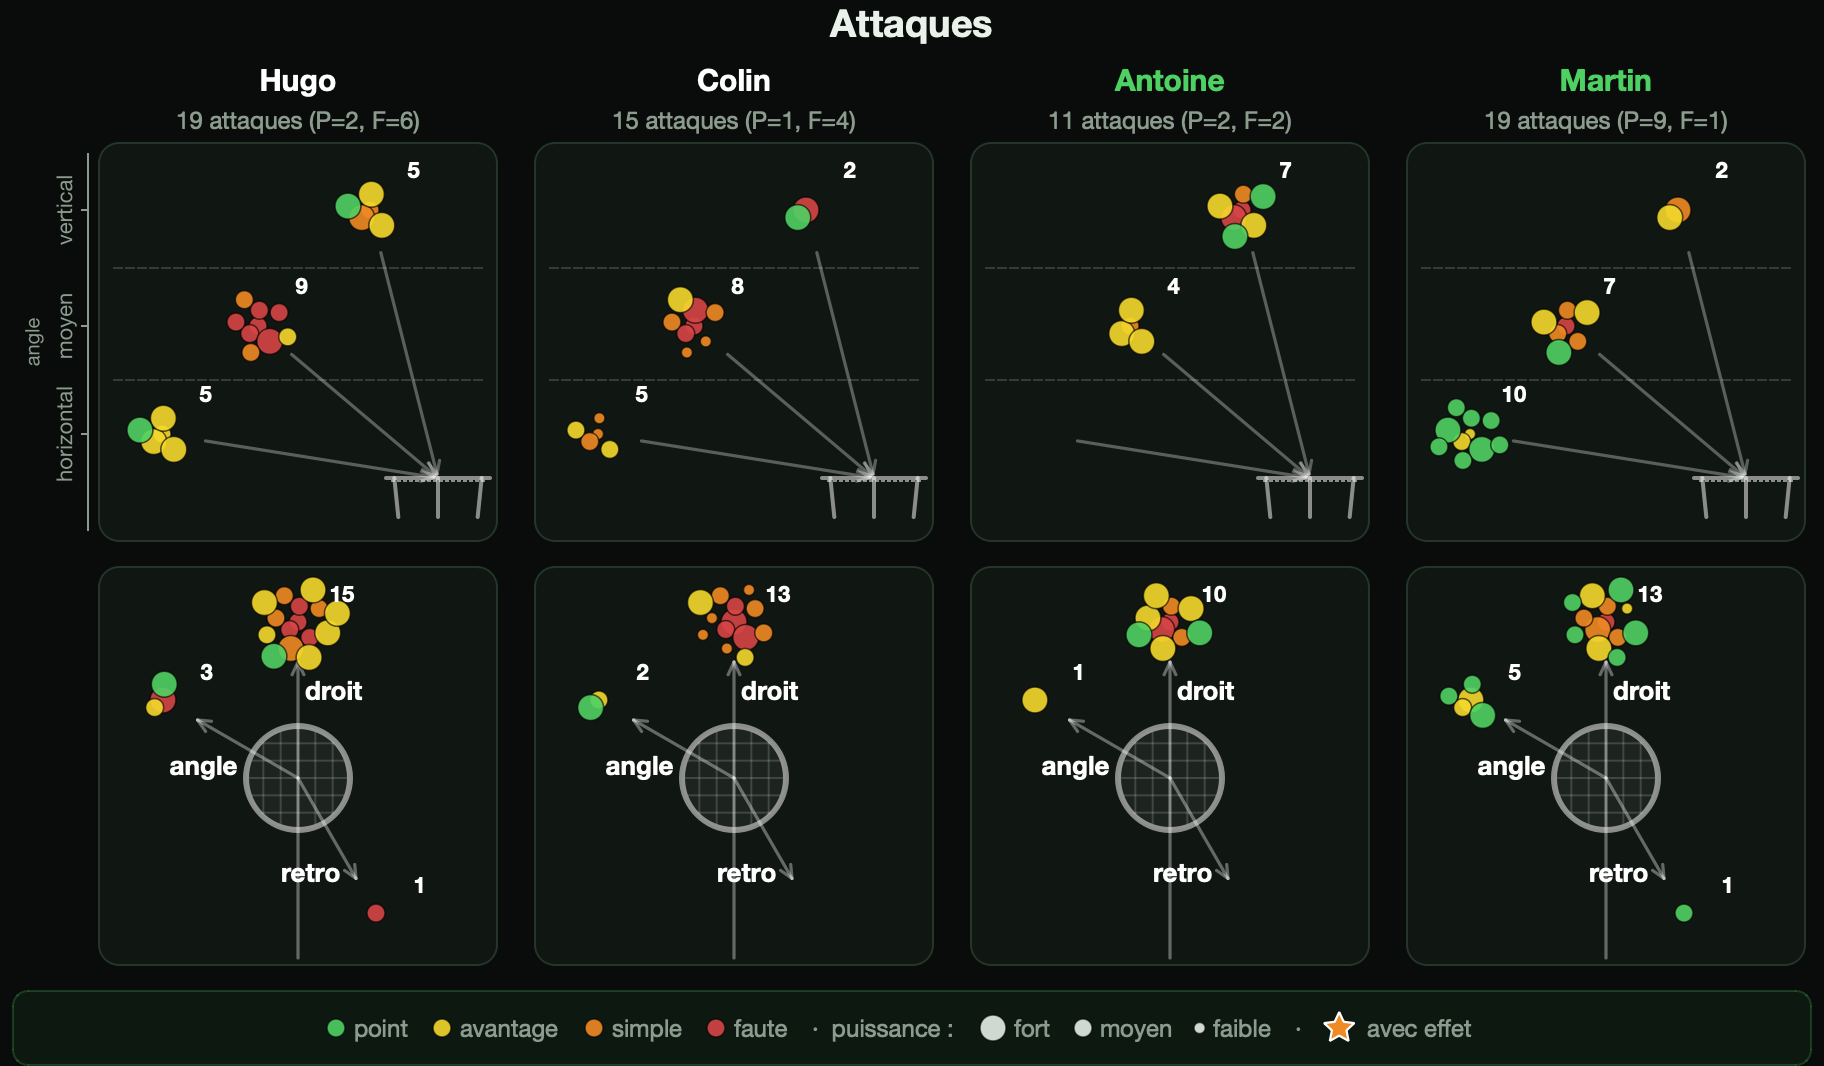 Attaques
Hugo
19 attaques (P=2, F=6)
Colin
15 attaques (P=1, F=4)
Antoine
11 attaques (P=2, F=2)
Martin
19 attaques (P=9, F=1)
angle
vertical
moyen
horizontal
5
9
5
2
8
5
7
4
2
7
10
15
3
droit
angle
retro
1
13
2
droit
angle
retro
10
1
droit
angle
retro
13
5
droit
angle
retro
1
point avantage simple faute · puissance : fort moyen faible · avec effet